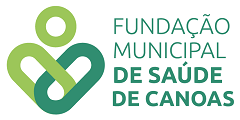 FUNDAÇÃO
MUNICIPAL
DE SAÚDE
DE CANOAS